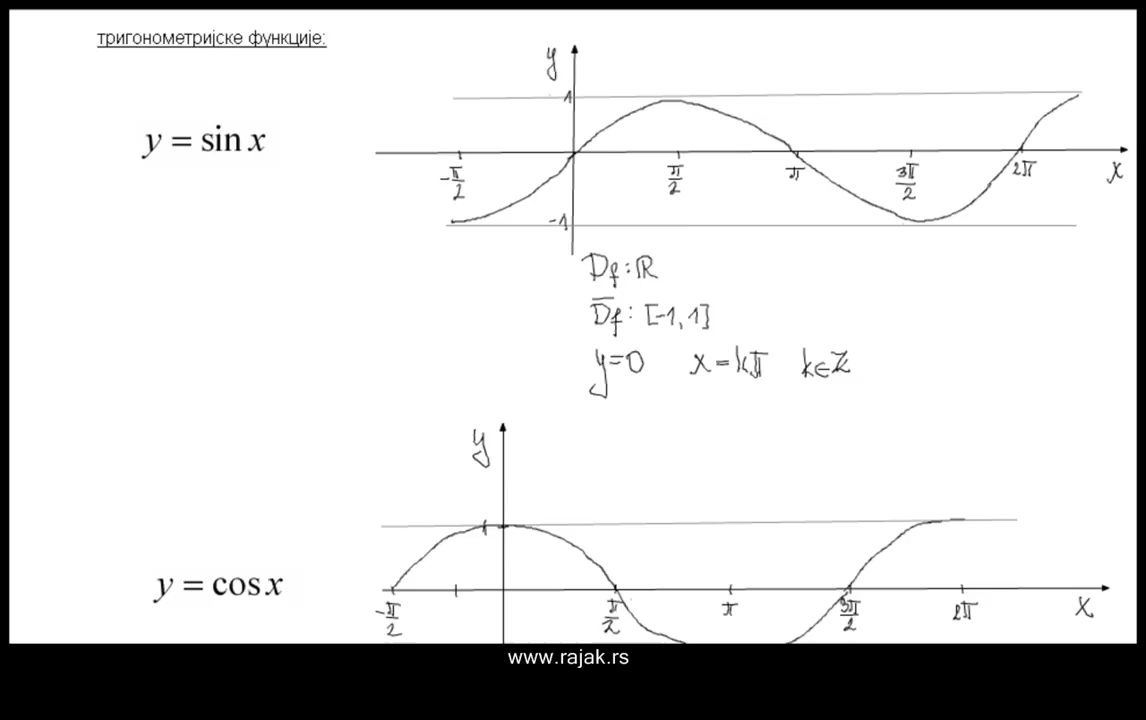 тригонометријске функције:
y
1
y = sin x
-π/2 π/2 π 3π/2 2π x
-1
Df: ℝ
D̅f: [-1, 1]
y=0 x=kπ k∈ℤ
y
y = cos x
-π/2 π/2 π 3π/2 2π x
www.rajak.rs